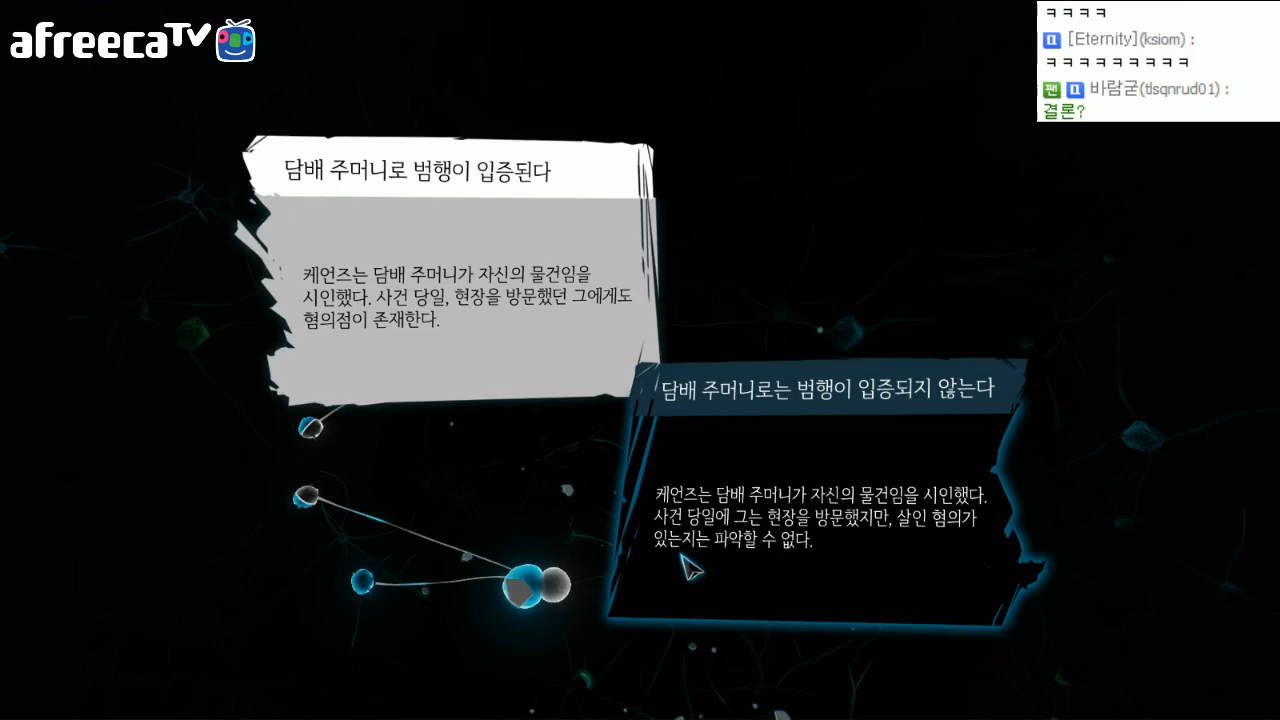 afreecaTV
ㅋㅋㅋㅋ
[Eternity](ksiom) :
ㅋㅋㅋㅋㅋㅋㅋㅋㅋ
팬 바람굳(tlsqnrud01) :
결론?
담배 주머니로 범행이 입증된다
케언즈는 담배 주머니가 자신의 물건임을
시인했다. 사건 당일, 현장을 방문했던 그에게도
혐의점이 존재한다.
담배 주머니로는 범행이 입증되지 않는다
케언즈는 담배 주머니가 자신의 물건임을 시인했다.
사건 당일에 그는 현장을 방문했지만, 살인 혐의가
있는지는 파악할 수 없다.